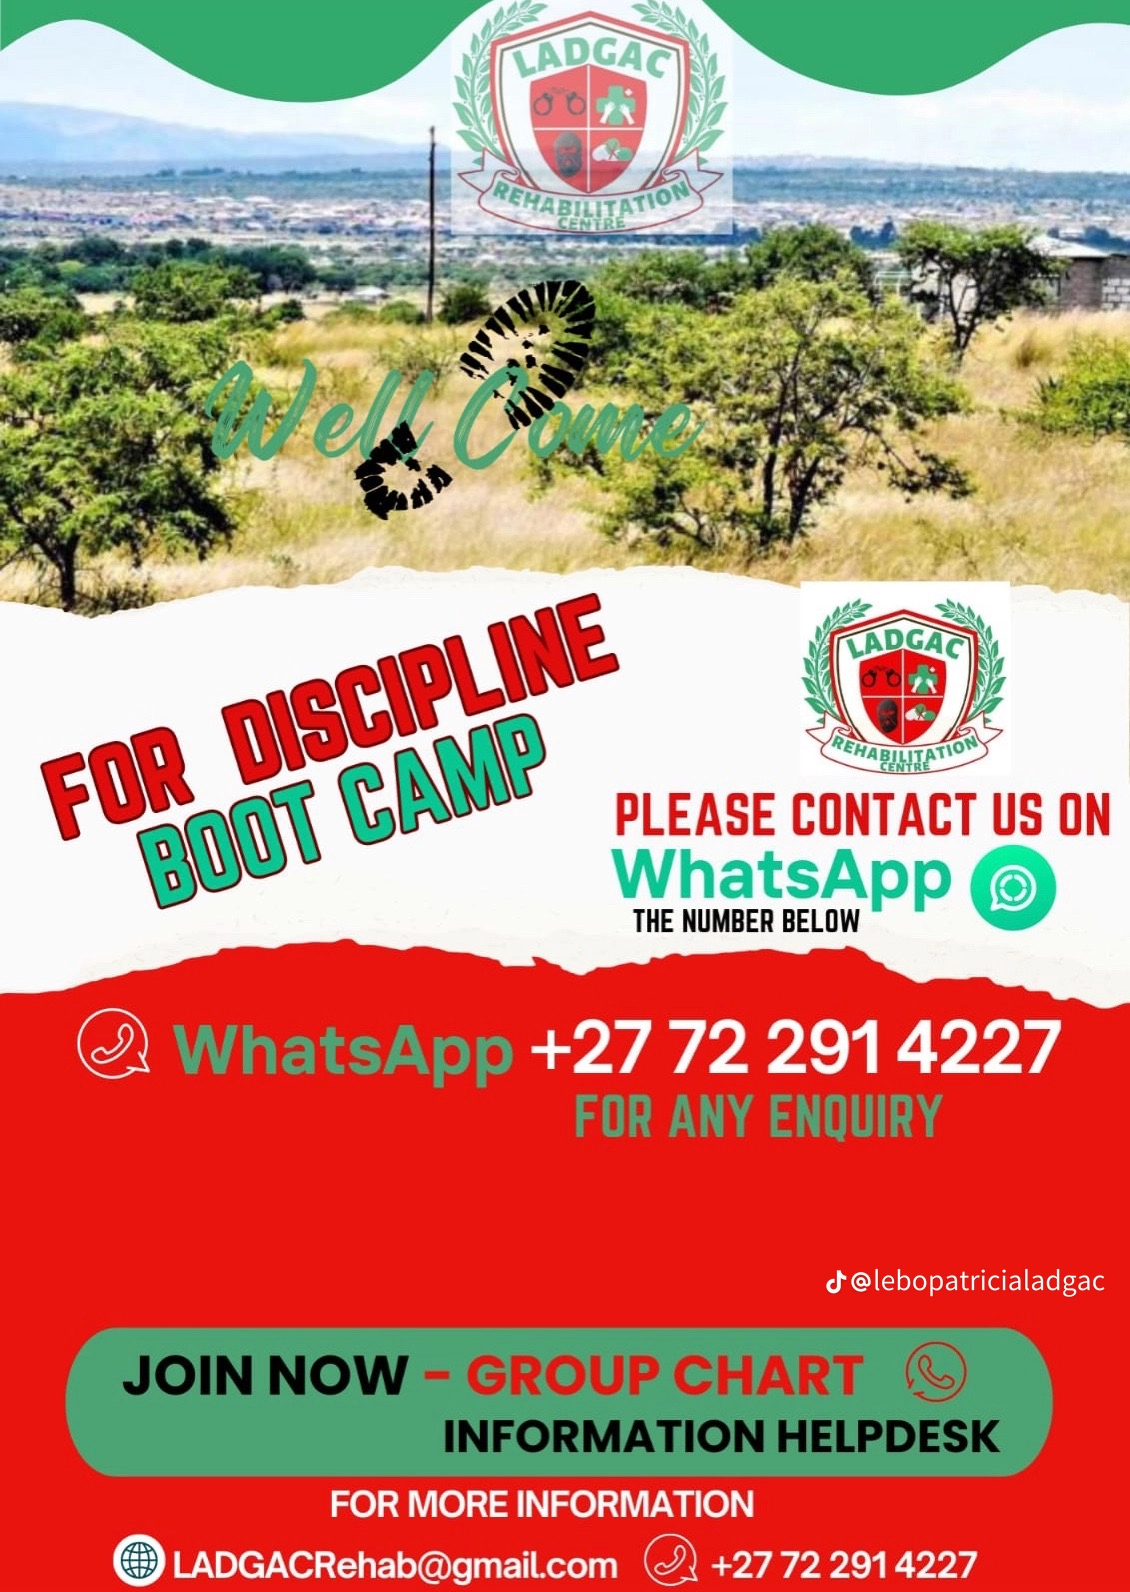 LADGAC
REHABILITATION
CENTRE
Well Come
FOR DISCIPLINE
BOOT CAMP
LADGAC
REHABILITATION
CENTRE
PLEASE CONTACT US ON
WhatsApp
THE NUMBER BELOW
WhatsApp +27 72 291 4227
FOR ANY ENQUIRY
@lebopatricialadgac
JOIN NOW - GROUP CHART
INFORMATION HELPDESK
FOR MORE INFORMATION
LADGACRehab@gmail.com +27 72 291 4227